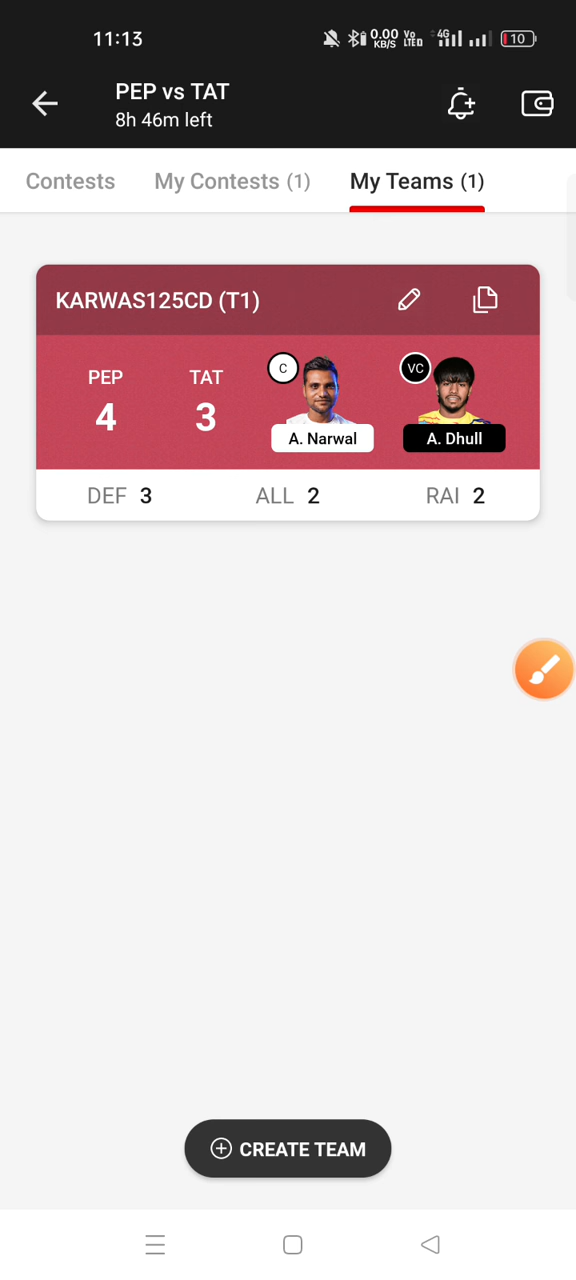 11:13 0.00 KB/S Vo LTE 4G 10
PEP vs TAT
8h 46m left
Contests My Contests (1) My Teams (1)
KARWAS125CD (T1)
PEP TAT C VC
4 3
A. Narwal A. Dhull
DEF 3 ALL 2 RAI 2
CREATE TEAM